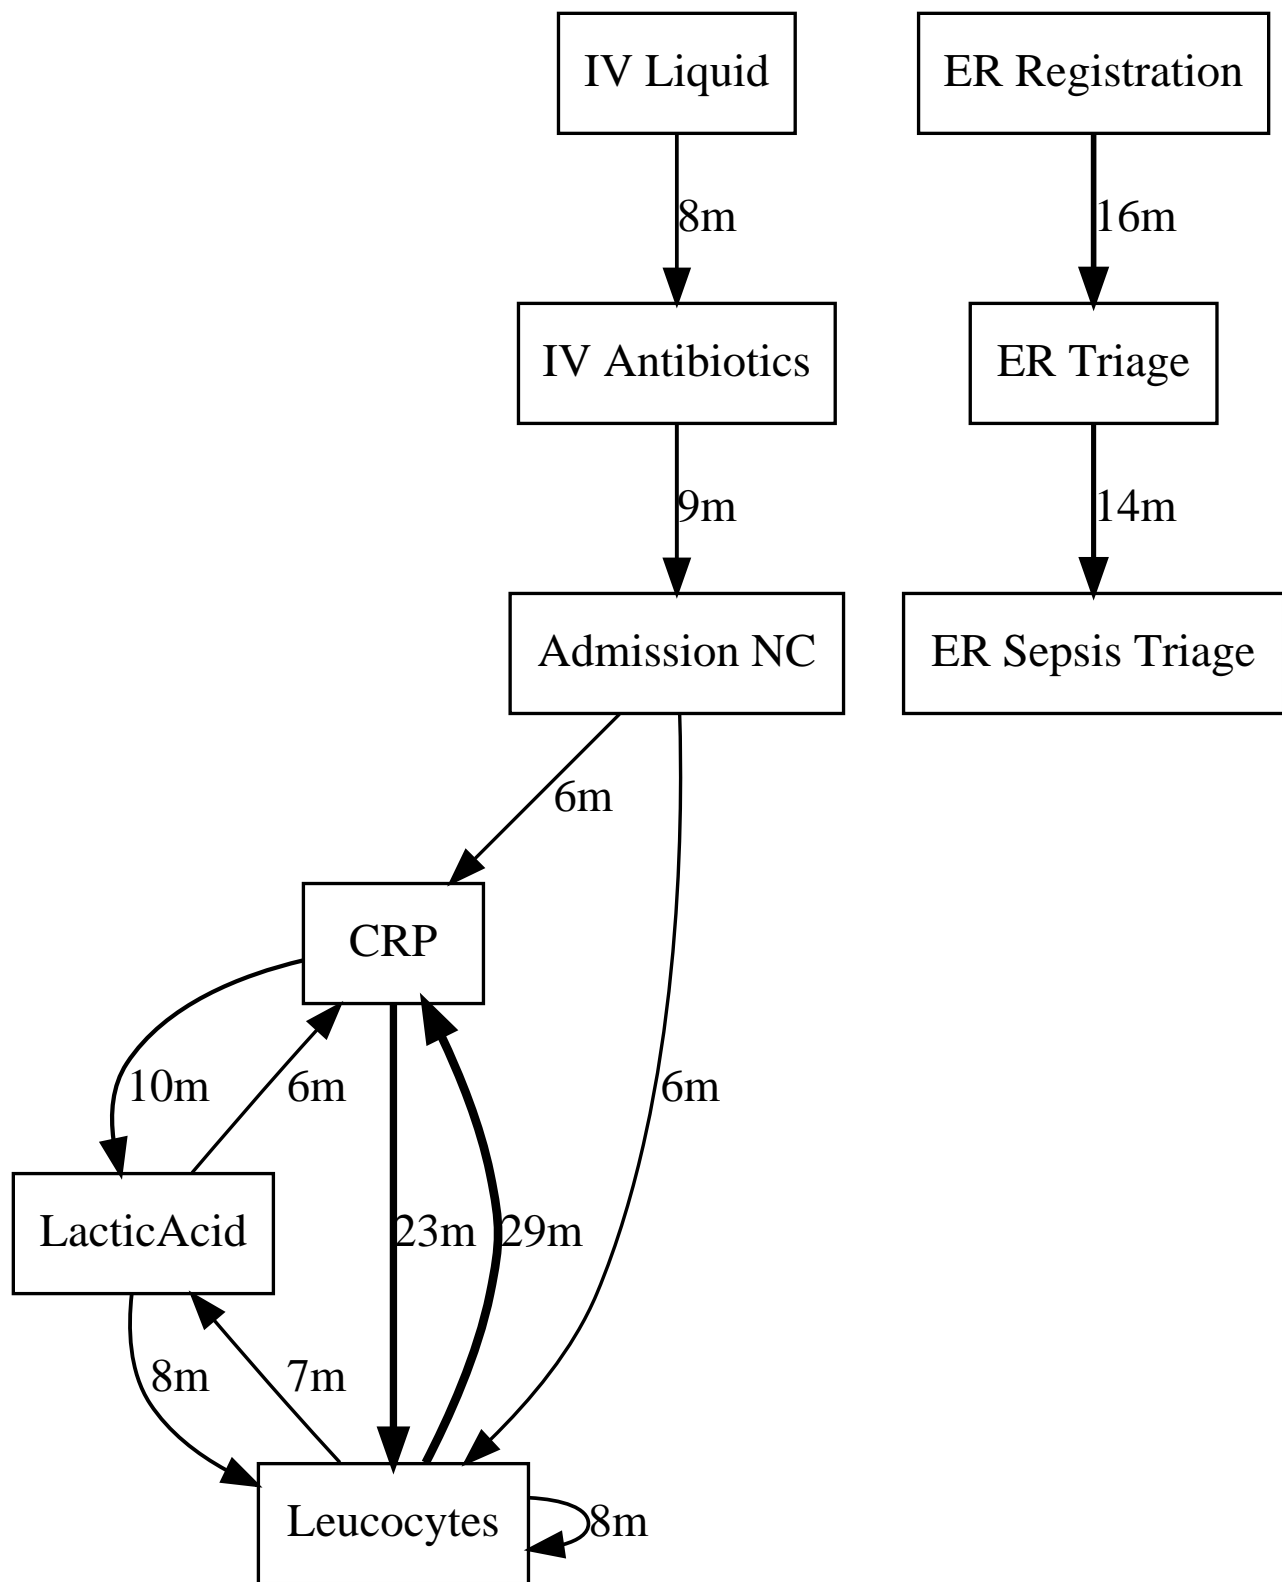 IV Liquid
ER Registration
8m
16m
IV Antibiotics
ER Triage
9m
14m
Admission NC
ER Sepsis Triage
6m
CRP
10m
6m
6m
LacticAcid
23m
29m
8m
7m
Leucocytes
8m